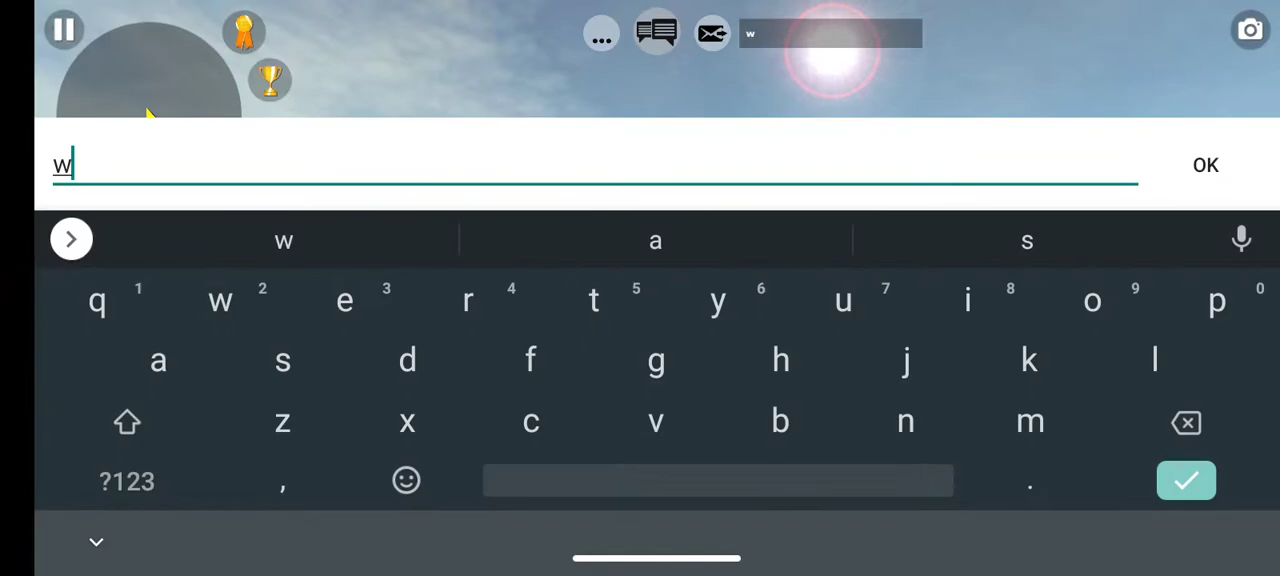 ...
w
w
OK
w a s
q 1 w 2 e 3 r 4 t 5 y 6 u 7 i 8 o 9 p 0
a s d f g h j k l
z x c v b n m
?123 , .